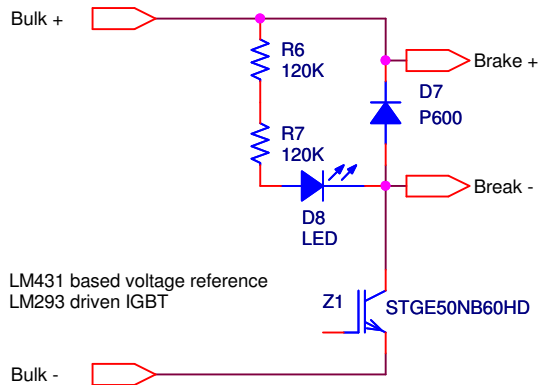 Bulk +
R6
120K
Brake +
D7
P600
R7
120K
Break -
D8
LED
LM431 based voltage reference
LM293 driven IGBT
Z1
STGE50NB60HD
Bulk -